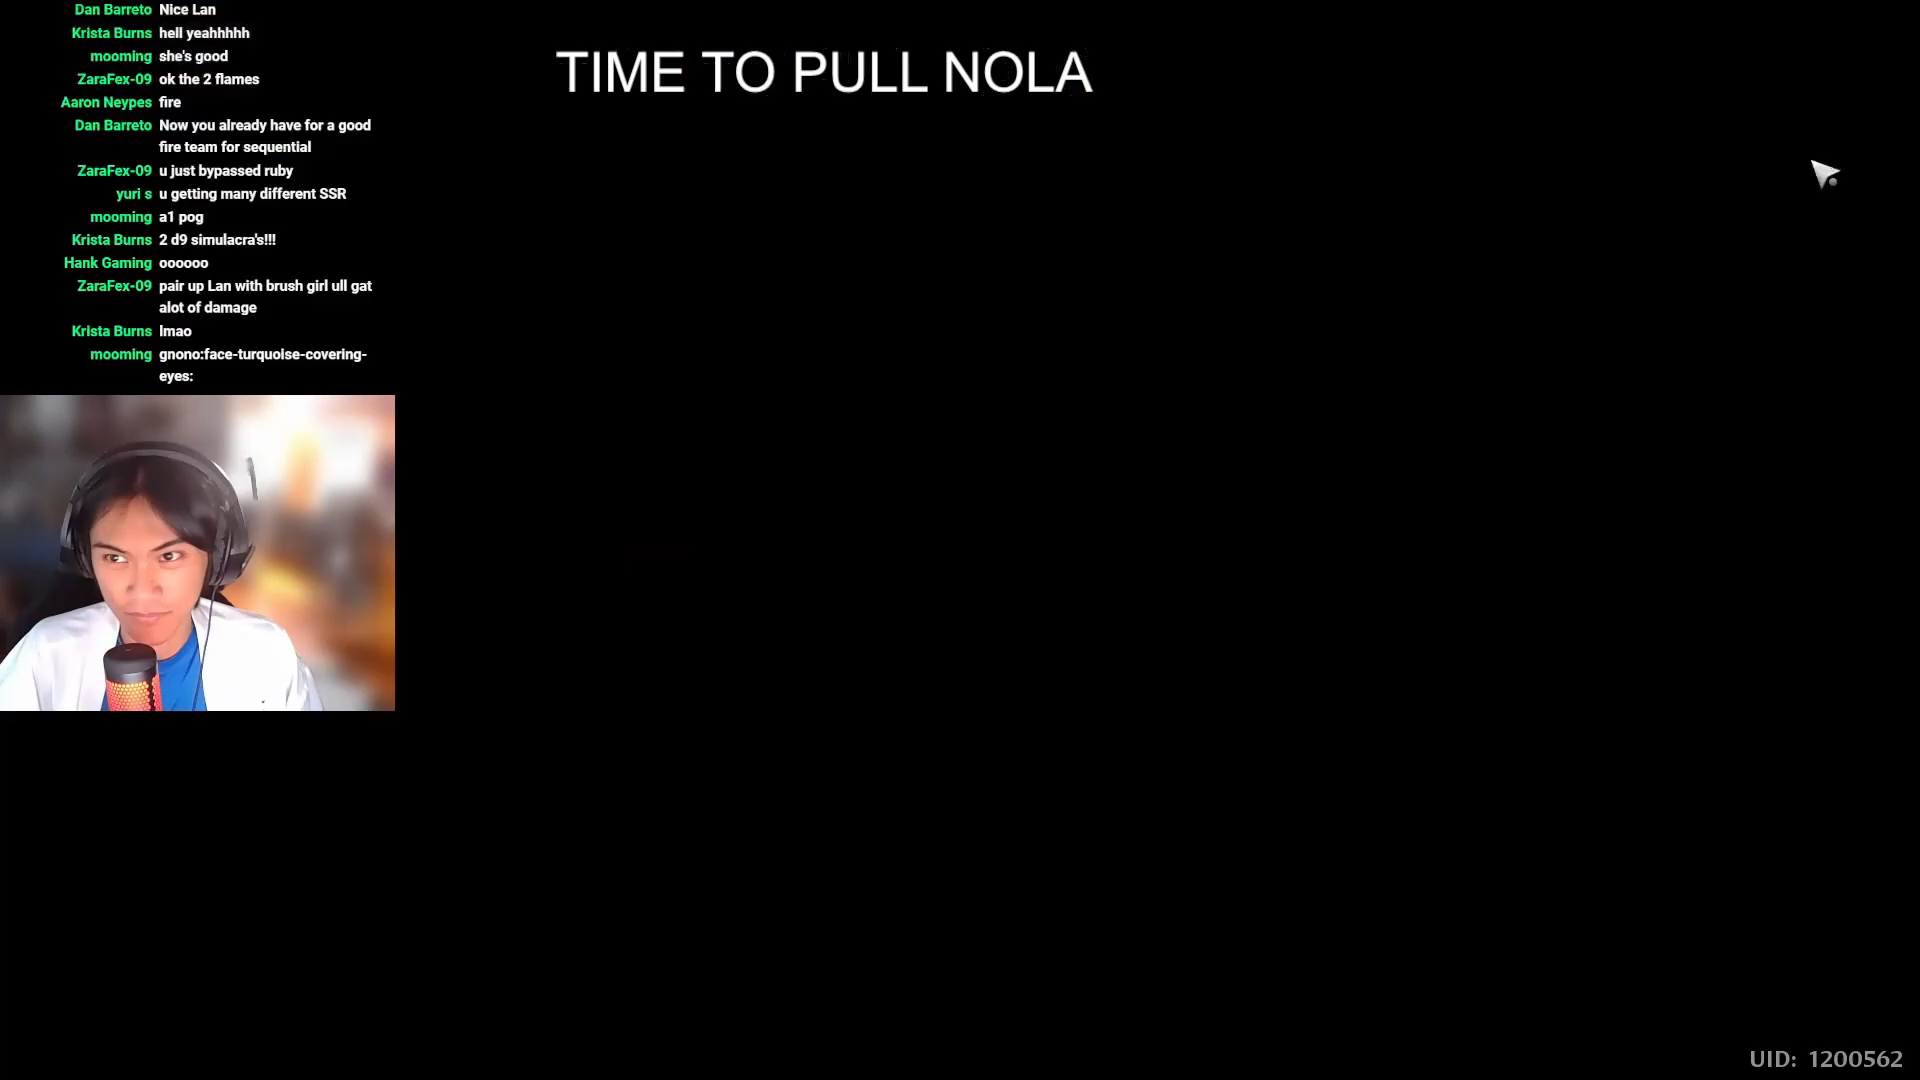 Dan Barreto Nice Lan
Krista Burns hell yeahhhhh
mooming she's good
ZaraFex-09 ok the 2 flames
Aaron Neypes fire
Dan Barreto Now you already have for a good
fire team for sequential
ZaraFex-09 u just bypassed ruby
yuri s u getting many different SSR
mooming a1 pog
Krista Burns 2 d9 simulacra's!!!
Hank Gaming oooooo
ZaraFex-09 pair up Lan with brush girl ull gat
alot of damage
Krista Burns lmao
mooming gnono:face-turquoise-covering-
eyes:
TIME TO PULL NOLA
UID: 1200562